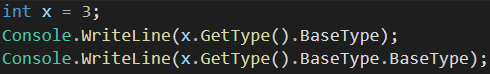 int x = 3;
Console.WriteLine(x.GetType().BaseType);
Console.WriteLine(x.GetType().BaseType.BaseType);